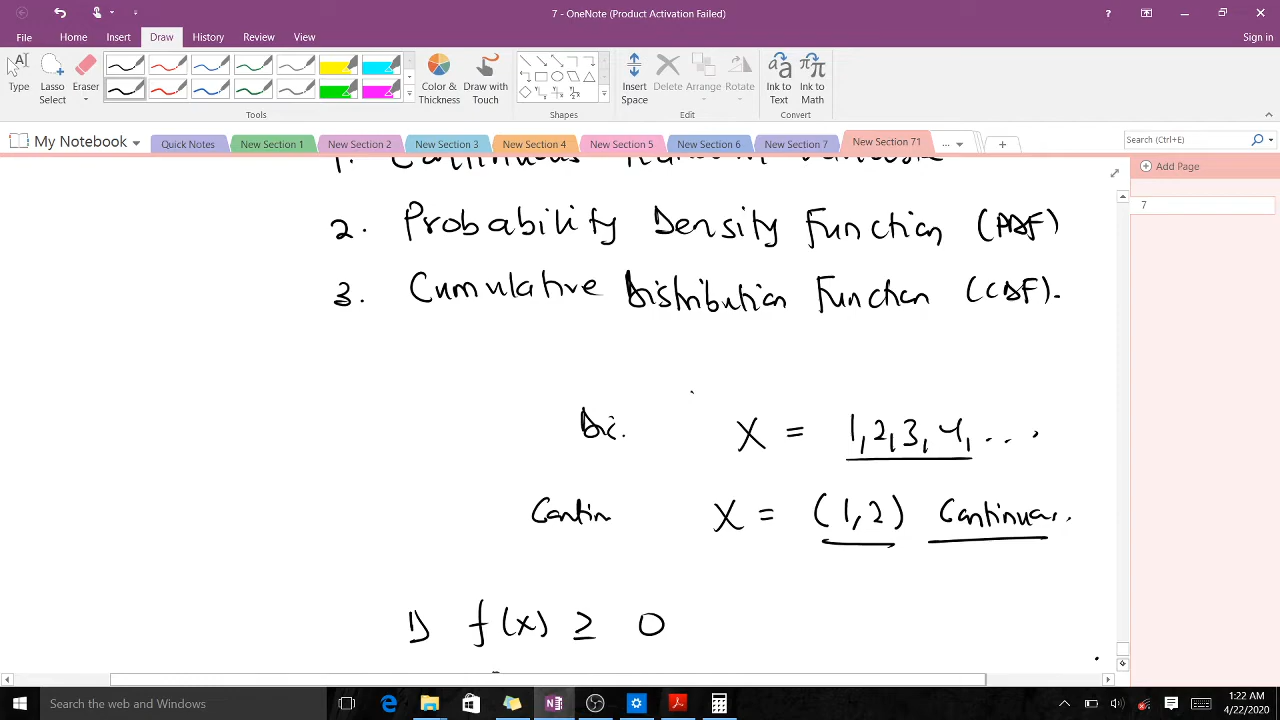 7 - OneNote (Product Activation Failed)
File Home Insert Draw History Review View
Sign in
Type
Lasso Select
Eraser
Color & Thickness
Draw with Touch
Insert Space
Delete
Arrange
Rotate
Ink to Text
Ink to Math
Tools
Shapes
Edit
Convert
My Notebook
Quick Notes
New Section 1
New Section 2
New Section 3
New Section 4
New Section 5
New Section 6
New Section 7
New Section 71
...
Search (Ctrl+E)
Add Page
7
1. Continuous Random Variable
2. Probability Density Function (PDF)
3. Cumulative Distribution Function (CDF).
Dic. X = 1,2,3,4,...
Contin X = (1,2) Continuous.
1) f(x) ≥ 0
Search the web and Windows
1:22 AM
4/22/2020